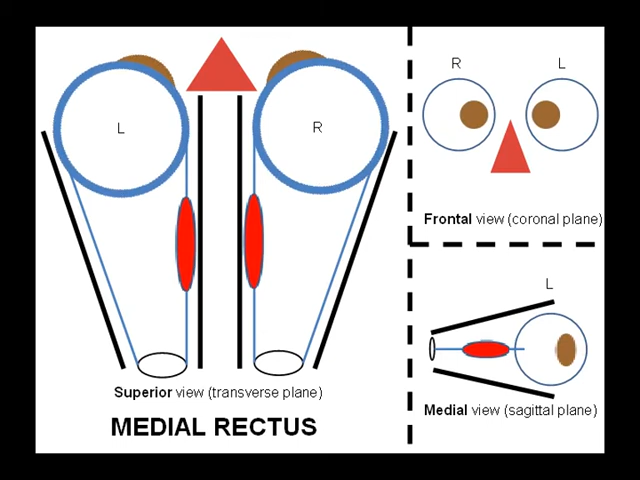 L
R
Superior view (transverse plane)
MEDIAL RECTUS
R L
Frontal view (coronal plane)
L
Medial view (sagittal plane)